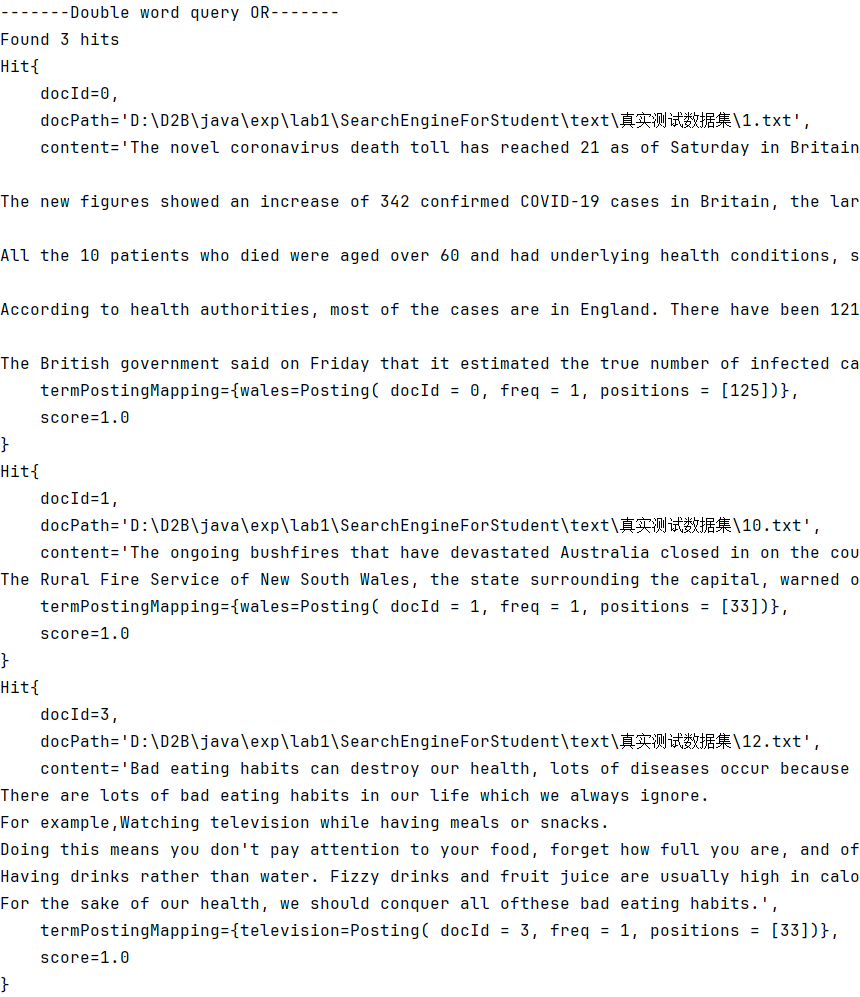 -------Double word query OR-------
Found 3 hits
Hit{
    docId=0,
    docPath='D:\D2B\java\exp\lab1\SearchEngineForStudent\text\真实测试数据集\1.txt',
    content='The novel coronavirus death toll has reached 21 as of Saturday in Britain
The new figures showed an increase of 342 confirmed COVID-19 cases in Britain, the lar
All the 10 patients who died were aged over 60 and had underlying health conditions, s
According to health authorities, most of the cases are in England. There have been 121
The British government said on Friday that it estimated the true number of infected ca
    termPostingMapping={wales=Posting( docId = 0, freq = 1, positions = [125])},
    score=1.0
}
Hit{
    docId=1,
    docPath='D:\D2B\java\exp\lab1\SearchEngineForStudent\text\真实测试数据集\10.txt',
    content='The ongoing bushfires that have devastated Australia closed in on the cou
The Rural Fire Service of New South Wales, the state surrounding the capital, warned o
    termPostingMapping={wales=Posting( docId = 1, freq = 1, positions = [33])},
    score=1.0
}
Hit{
    docId=3,
    docPath='D:\D2B\java\exp\lab1\SearchEngineForStudent\text\真实测试数据集\12.txt',
    content='Bad eating habits can destroy our health, lots of diseases occur because
There are lots of bad eating habits in our life which we always ignore.
For example,Watching television while having meals or snacks.
Doing this means you don't pay attention to your food, forget how full you are, and of
Having drinks rather than water. Fizzy drinks and fruit juice are usually high in calo
For the sake of our health, we should conquer all ofthese bad eating habits.',
    termPostingMapping={television=Posting( docId = 3, freq = 1, positions = [33])},
    score=1.0
}